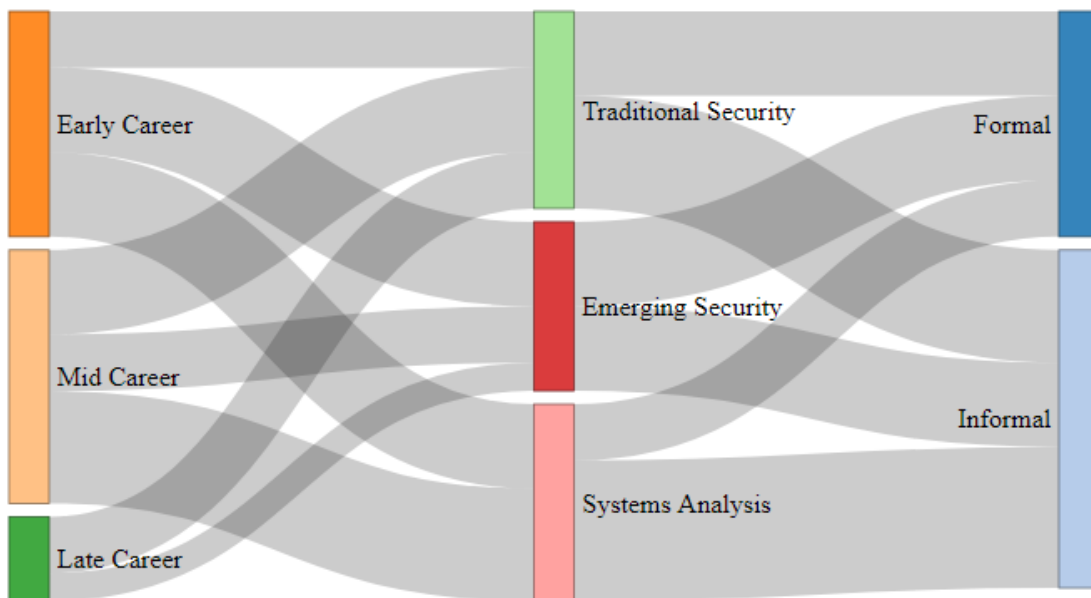 Early Career
Mid Career
Late Career
Traditional Security
Emerging Security
Systems Analysis
Formal
Informal